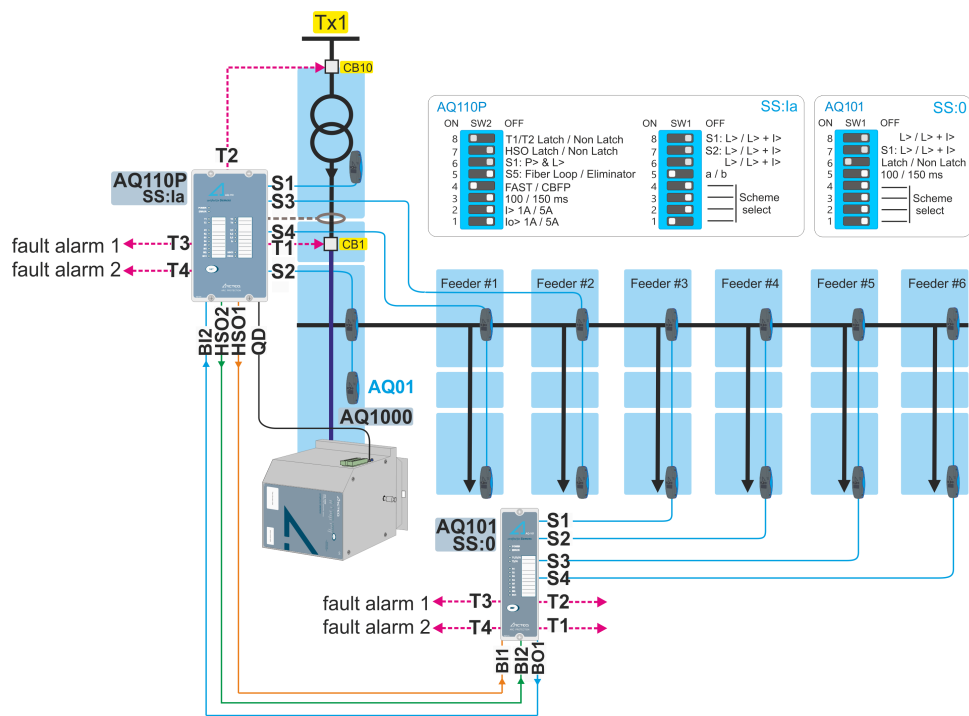 Tx1
CB10
T2
AQ110P
SS:Ia
S1
S3
S4
T1
CB1
S2
fault alarm 1
T3
fault alarm 2
T4
BI2
HSO2
HSO1
QD
AQ01
AQ1000
AQ110P SS:Ia
ON SW2 OFF
8 T1/T2 Latch / Non Latch
7 HSO Latch / Non Latch
6 S1: P> & L>
5 S5: Fiber Loop / Eliminator
4 FAST / CBFP
3 100 / 150 ms
2 I> 1A / 5A
1 Io> 1A / 5A
ON SW1 OFF
8 S1: L> / L> + I>
7 S2: L> / L> + I>
6 L> / L> + I>
5 a / b
4
3 Scheme
2 select
1
AQ101 SS:0
ON SW1 OFF
8 L> / L> + I>
7 S1: L> / L> + I>
6 Latch / Non Latch
5 100 / 150 ms
4
3 Scheme
2 select
1
Feeder #1
Feeder #2
Feeder #3
Feeder #4
Feeder #5
Feeder #6
AQ101
SS:0
S1
S2
S3
S4
fault alarm 1
T3
T2
fault alarm 2
T4
T1
BI1
BI2
BO1